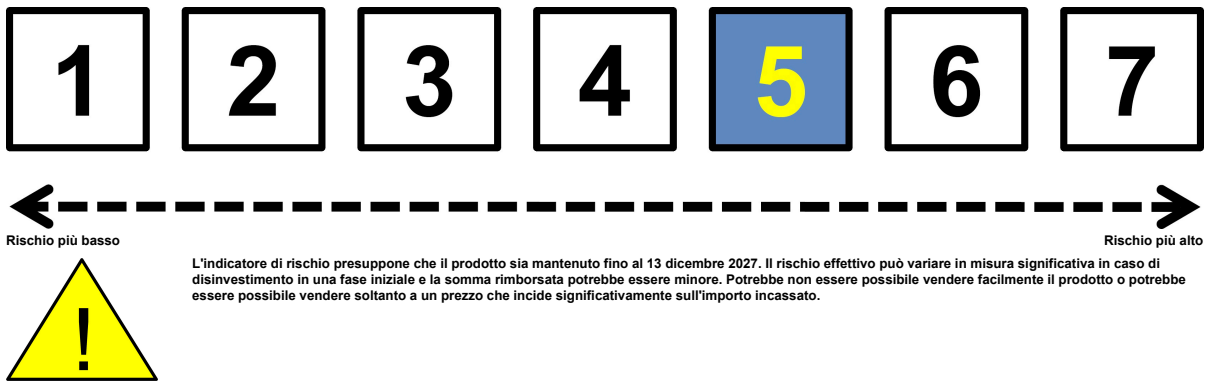 1 2 3 4 5 6 7
Rischio più basso Rischio più alto
L'indicatore di rischio presuppone che il prodotto sia mantenuto fino al 13 dicembre 2027. Il rischio effettivo può variare in misura significativa in caso di
disinvestimento in una fase iniziale e la somma rimborsata potrebbe essere minore. Potrebbe non essere possibile vendere facilmente il prodotto o potrebbe
essere possibile vendere soltanto a un prezzo che incide significativamente sull'importo incassato.
!